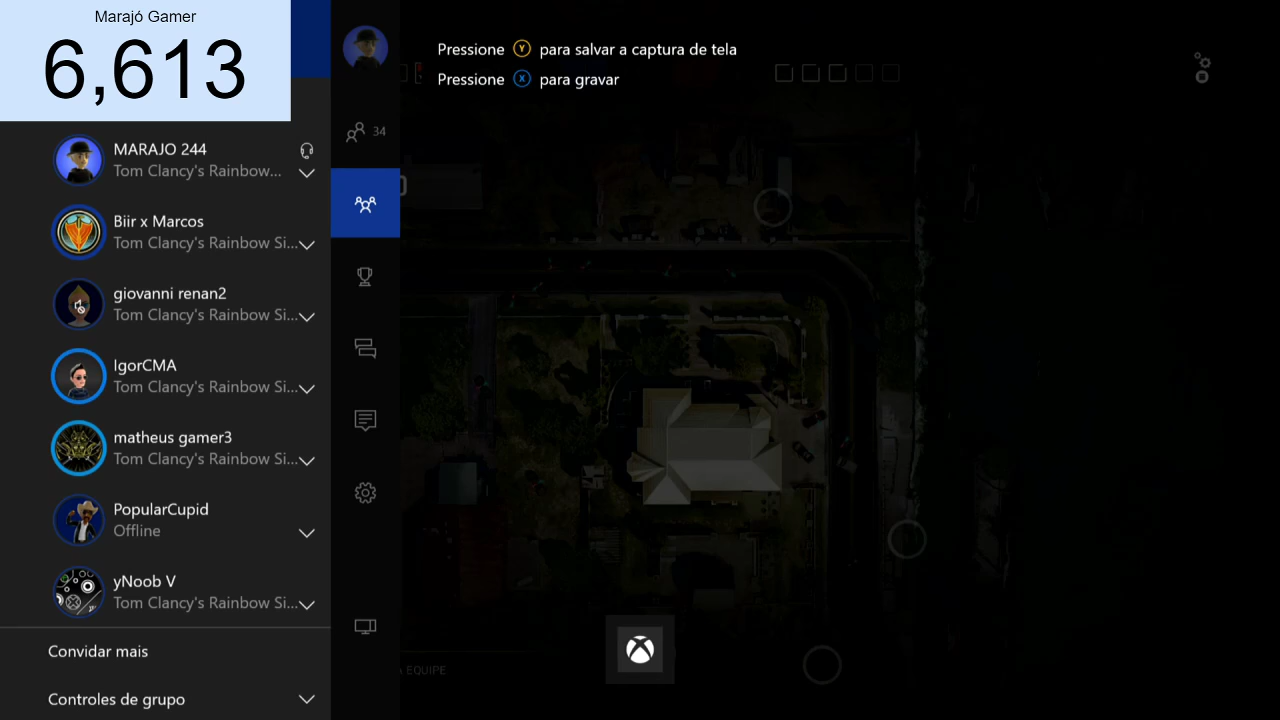 Marajó Gamer
6,613
Pressione Y para salvar a captura de tela
Pressione X para gravar
34
MARAJO 244
Tom Clancy's Rainbow...
Biir x Marcos
Tom Clancy's Rainbow Si...
giovanni renan2
Tom Clancy's Rainbow Si...
IgorCMA
Tom Clancy's Rainbow Si...
matheus gamer3
Tom Clancy's Rainbow Si...
PopularCupid
Offline
yNoob V
Tom Clancy's Rainbow Si...
Convidar mais
Controles de grupo
A EQUIPE